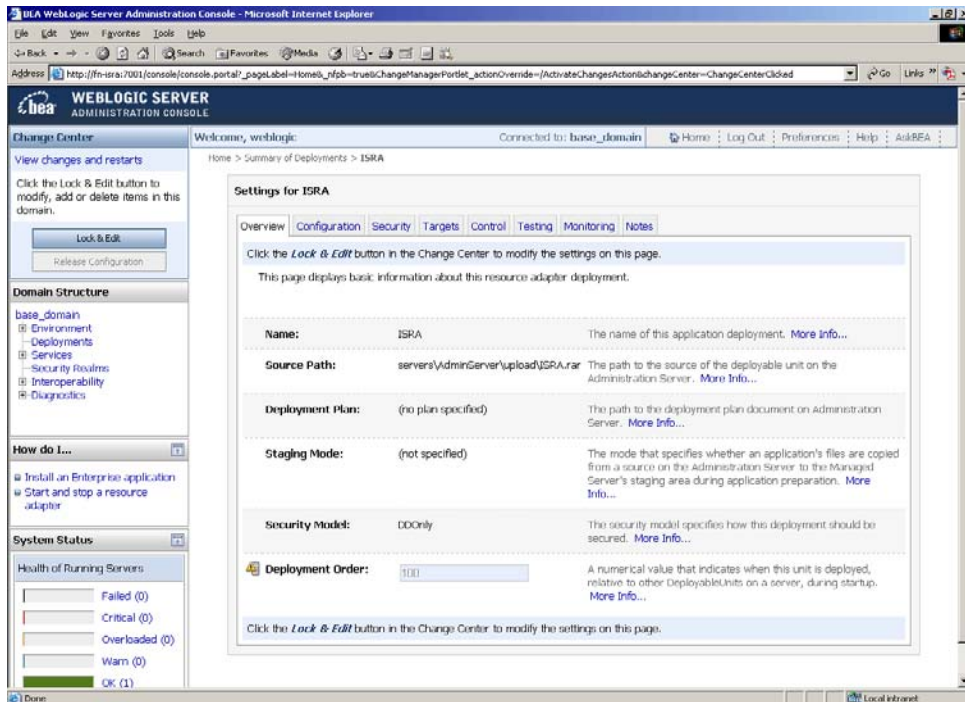 BEA WebLogic Server Administration Console - Microsoft Internet Explorer
File Edit View Favorites Tools Help
Back Search Favorites Media
Address http://fn-isra:7001/console/console.portal?_pageLabel=Home&_nfpb=true&ChangeManagerPortlet_actionOverride=/ActivateChangesAction&changeCenter=ChangeCenterClicked Go Links »
bea WEBLOGIC SERVER
ADMINISTRATION CONSOLE
Change Center
Welcome, weblogic Connected to: base_domain Home Log Out Preferences Help AskBEA
View changes and restarts
Home > Summary of Deployments > ISRA
Click the Lock & Edit button to
modify, add or delete items in this
domain.
Lock & Edit
Release Configuration
Domain Structure
base_domain
Environment
Deployments
Services
Security Realms
Interoperability
Diagnostics
How do I...
Install an Enterprise application
Start and stop a resource
adapter
System Status
Health of Running Servers
Failed (0)
Critical (0)
Overloaded (0)
Warn (0)
OK (1)
Settings for ISRA
Overview Configuration Security Targets Control Testing Monitoring Notes
Click the Lock & Edit button in the Change Center to modify the settings on this page.
This page displays basic information about this resource adapter deployment.
Name: ISRA The name of this application deployment. More Info...
Source Path: servers\AdminServer\upload\ISRA.rar The path to the source of the deployable unit on the
Administration Server. More Info...
Deployment Plan: (no plan specified) The path to the deployment plan document on Administration
Server. More Info...
Staging Mode: (not specified) The mode that specifies whether an application's files are copied
from a source on the Administration Server to the Managed
Server's staging area during application preparation. More
Info...
Security Model: DDOnly The security model specifies how this deployment should be
secured. More Info...
Deployment Order: 100 A numerical value that indicates when this unit is deployed,
relative to other DeployableUnits on a server, during startup.
More Info...
Click the Lock & Edit button in the Change Center to modify the settings on this page.
Done Local intranet